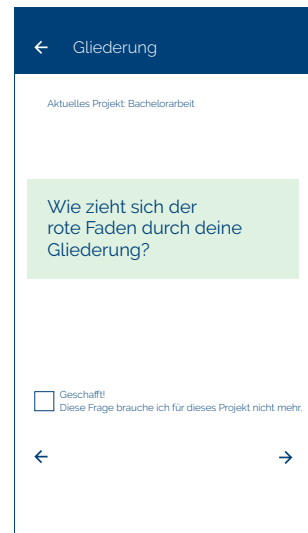 Gliederung
Aktuelles Projekt: Bachelorarbeit
Wie zieht sich der
rote Faden durch deine
Gliederung?
Geschafft!
Diese Frage brauche ich für dieses Projekt nicht mehr.